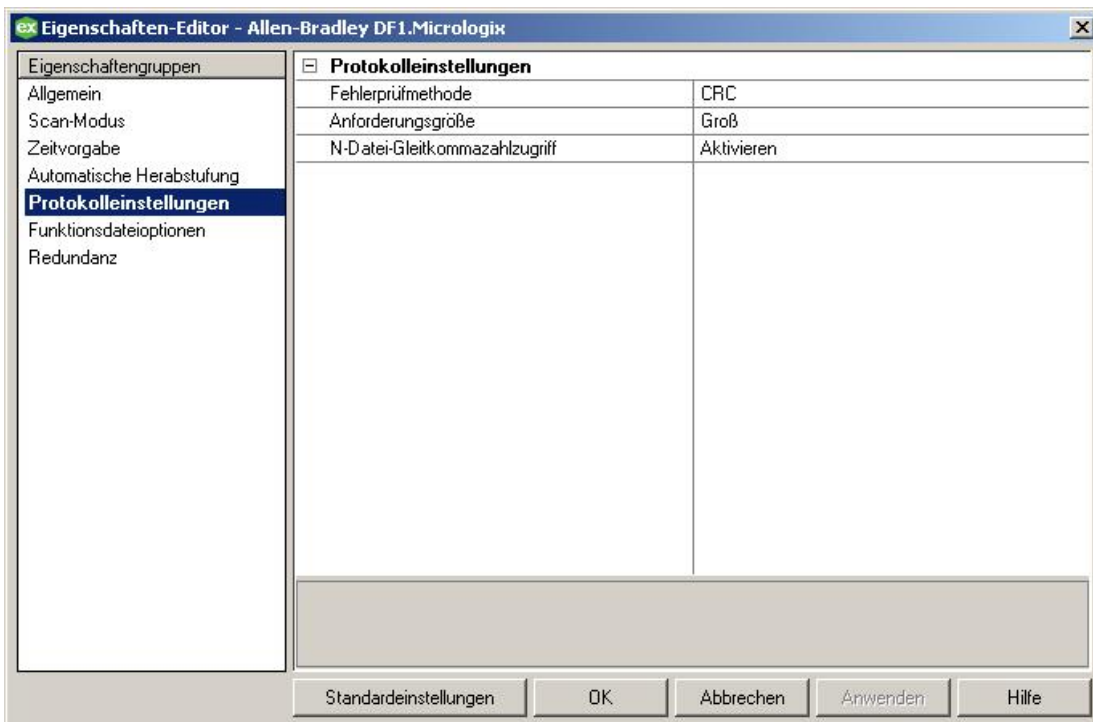 ex Eigenschaften-Editor - Allen-Bradley DF1.Micrologix
Eigenschaftengruppen
Allgemein
Scan-Modus
Zeitvorgabe
Automatische Herabstufung
Protokolleinstellungen
Funktionsdateioptionen
Redundanz
Protokolleinstellungen
Fehlerprüfmethode CRC
Anforderungsgröße Groß
N-Datei-Gleitkommazahlzugriff Aktivieren
Standardeinstellungen OK Abbrechen Anwenden Hilfe